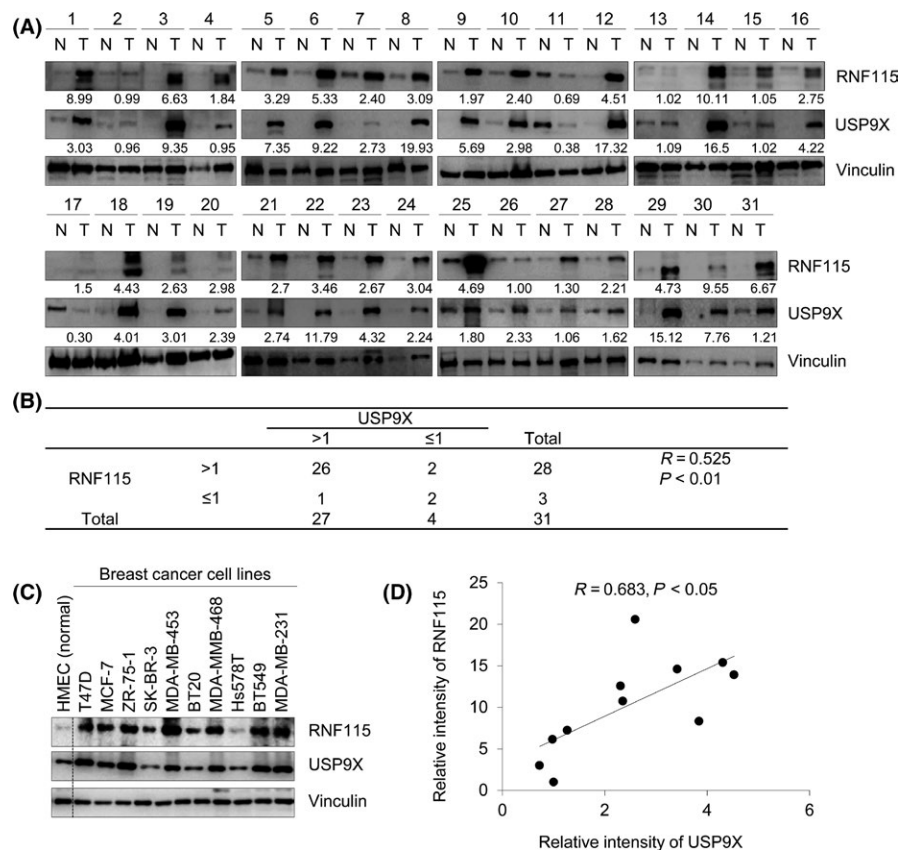 (A)
1 2 3 4 5 6 7 8 9 10 11 12 13 14 15 16
N T N T N T N T N T N T N T N T N T N T N T N T N T N T N T N T
RNF115
8.99 0.99 6.63 1.84 3.29 5.33 2.40 3.09 1.97 2.40 0.69 4.51 1.02 10.11 1.05 2.75
USP9X
3.03 0.96 9.35 0.95 7.35 9.22 2.73 19.93 5.69 2.98 0.38 17.32 1.09 16.5 1.02 4.22
Vinculin
17 18 19 20 21 22 23 24 25 26 27 28 29 30 31
N T N T N T N T N T N T N T N T N T N T N T N T N T N T N T
RNF115
1.5 4.43 2.63 2.98 2.7 3.46 2.67 3.04 4.69 1.00 1.30 2.21 4.73 9.55 6.67
USP9X
0.30 4.01 3.01 2.39 2.74 11.79 4.32 2.24 1.80 2.33 1.06 1.62 15.12 7.76 1.21
Vinculin
(B)
USP9X
>1 ≤1 Total
RNF115 >1 26 2 28 R = 0.525
P < 0.01
≤1 1 2 3
Total 27 4 31
(C)
Breast cancer cell lines
HMEC (normal) T47D MCF-7 ZR-75-1 SK-BR-3 MDA-MB-453 BT20 MDA-MMB-468 Hs578T BT549 MDA-MB-231
RNF115
USP9X
Vinculin
(D)
R = 0.683, P < 0.05
Relative intensity of RNF115
25
20
15
10
5
0
0 2 4 6
Relative intensity of USP9X